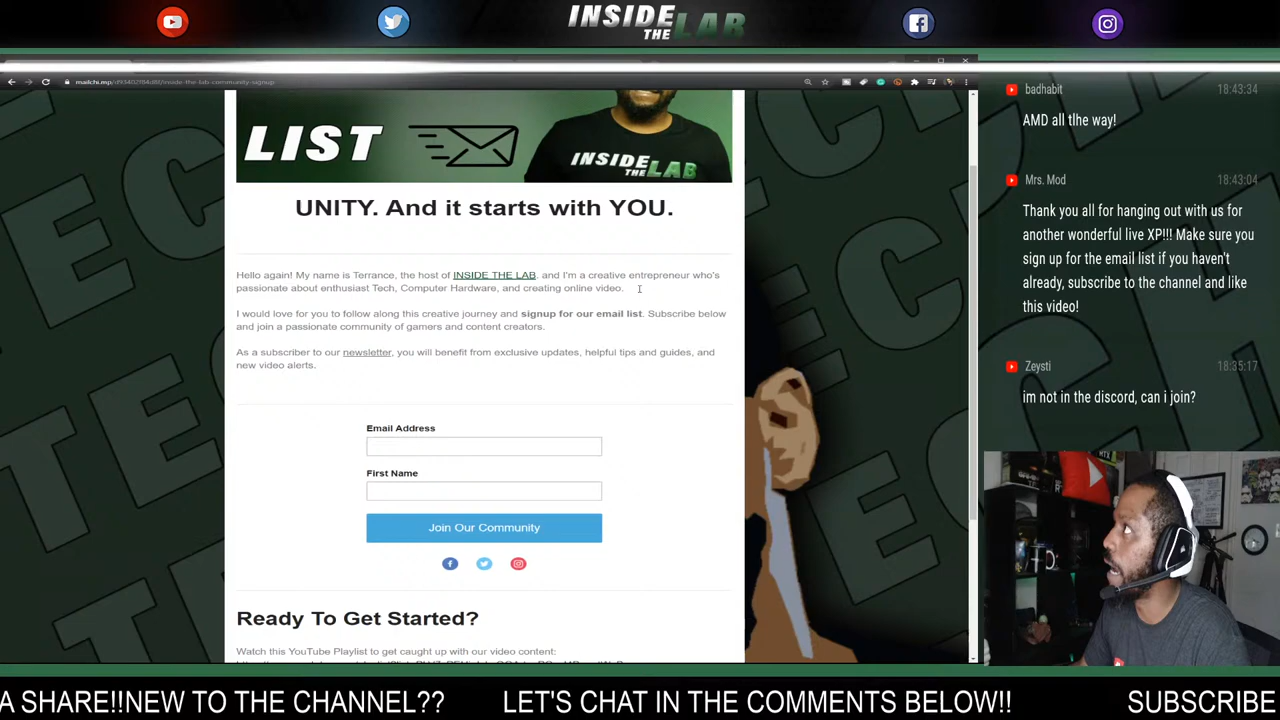 INSIDE
THE LAB
mailchi.mp/
/inside-the-lab-community-signup
LIST
INSIDE
THE LAB
UNITY. And it starts with YOU.
Hello again! My name is Terrance, the host of INSIDE THE LAB. and I'm a creative entrepreneur who's
passionate about enthusiast Tech, Computer Hardware, and creating online video.
I would love for you to follow along this creative journey and signup for our email list. Subscribe below
and join a passionate community of gamers and content creators.
As a subscriber to our newsletter, you will benefit from exclusive updates, helpful tips and guides, and
new video alerts.
Email Address
First Name
Join Our Community
Ready To Get Started?
Watch this YouTube Playlist to get caught up with our video content:
badhabit 18:43:34
AMD all tlhe way!
Mrs. Mod 18:43:04
Thank you all for hanging out with us for
another wonderful live XP!!! Make sure you
sign up for the email list if you haven't
already, subscribe to the channel and like
this video!
Zeysti 18:35:17
im not in the discord, can i join?
A SHARE!!NEW TO THE CHANNEL?? LET'S CHAT IN THE COMMENTS BELOW!! SUBSCRIBE